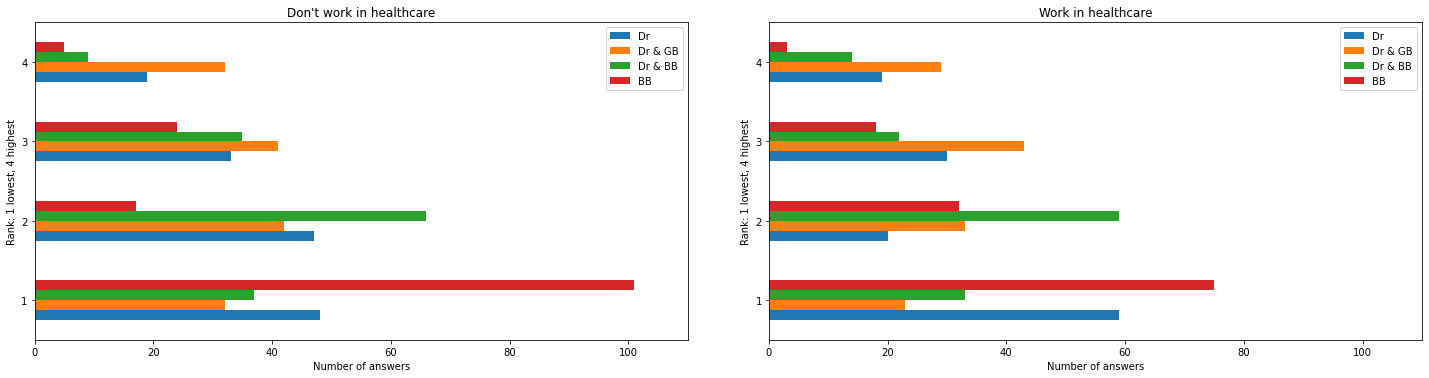 Don't work in healthcare
Dr
Dr & GB
Dr & BB
BB
4
3
2
1
Rank: 1 lowest, 4 highest
0 20 40 60 80 100
Number of answers
Work in healthcare
Dr
Dr & GB
Dr & BB
BB
4
3
2
1
Rank: 1 lowest, 4 highest
0 20 40 60 80 100
Number of answers